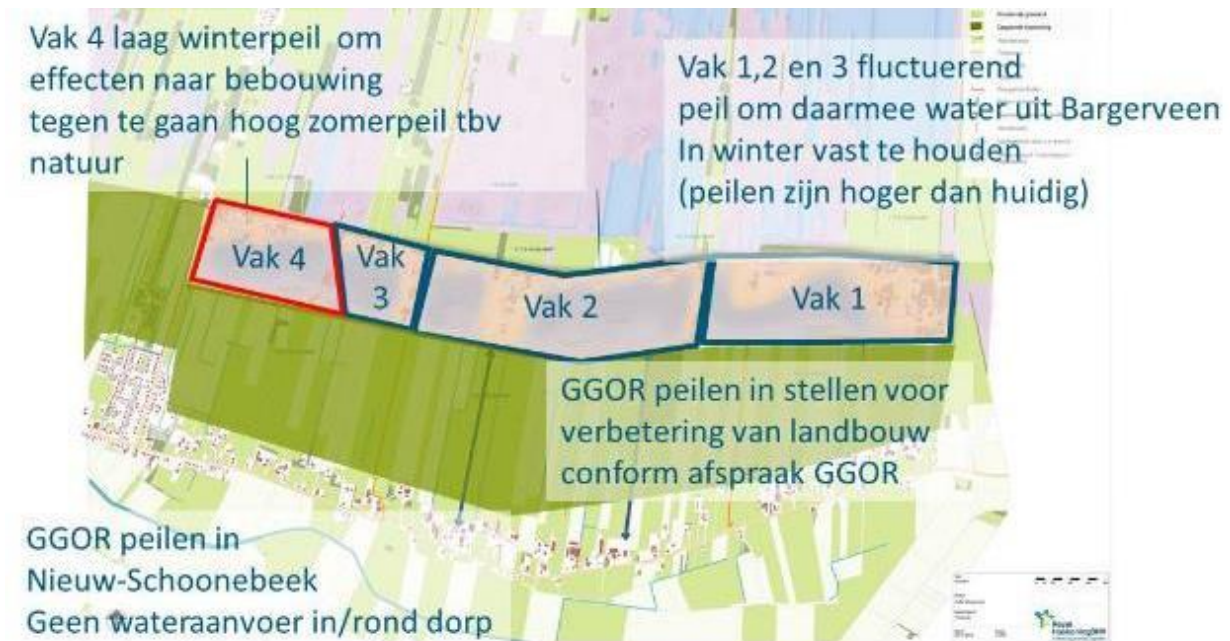 Vak 4 laag winterpeil om
effecten naar bebouwing
tegen te gaan hoog zomerpeil tbv
natuur
Vak 1,2 en 3 fluctuerend
peil om daarmee water uit Bargerveen
In winter vast te houden
(peilen zijn hoger dan huidig)
Vak 4
Vak
3
Vak 2
Vak 1
GGOR peilen in stellen voor
verbetering van landbouw
conform afspraak GGOR
GGOR peilen in
Nieuw-Schoonebeek
Geen wateraanvoer in/rond dorp